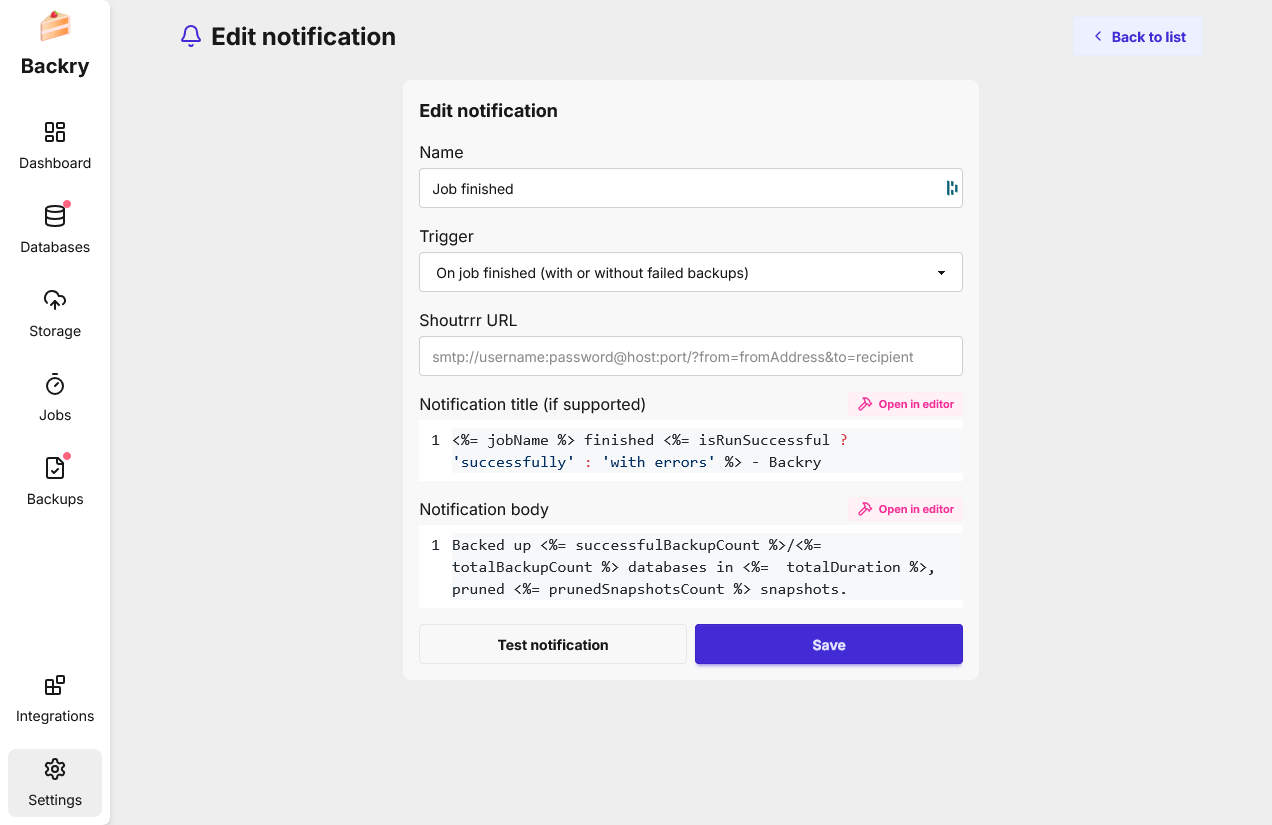 Backry
Dashboard
Databases
Storage
Jobs
Backups
Integrations
Settings
Edit notification
Back to list
Edit notification
Name
Job finished
Trigger
On job finished (with or without failed backups)
Shoutrrr URL
smtp://username:password@host:port/?from=fromAddress&to=recipient
Notification title (if supported)
Open in editor
1 <%= jobName %> finished <%= isRunSuccessful ?
'successfully' : 'with errors' %> - Backry
Notification body
Open in editor
1 Backed up <%= successfulBackupCount %>/<%=
totalBackupCount %> databases in <%=  totalDuration %>,
pruned <%= prunedSnapshotsCount %> snapshots.
Test notification
Save